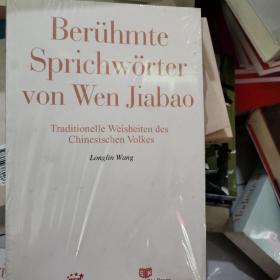 Berühmte
Sprichwörter
von Wen Jiabao
Traditionelle Weisheiten des
Chinesischen Volkes
Longlin Wang